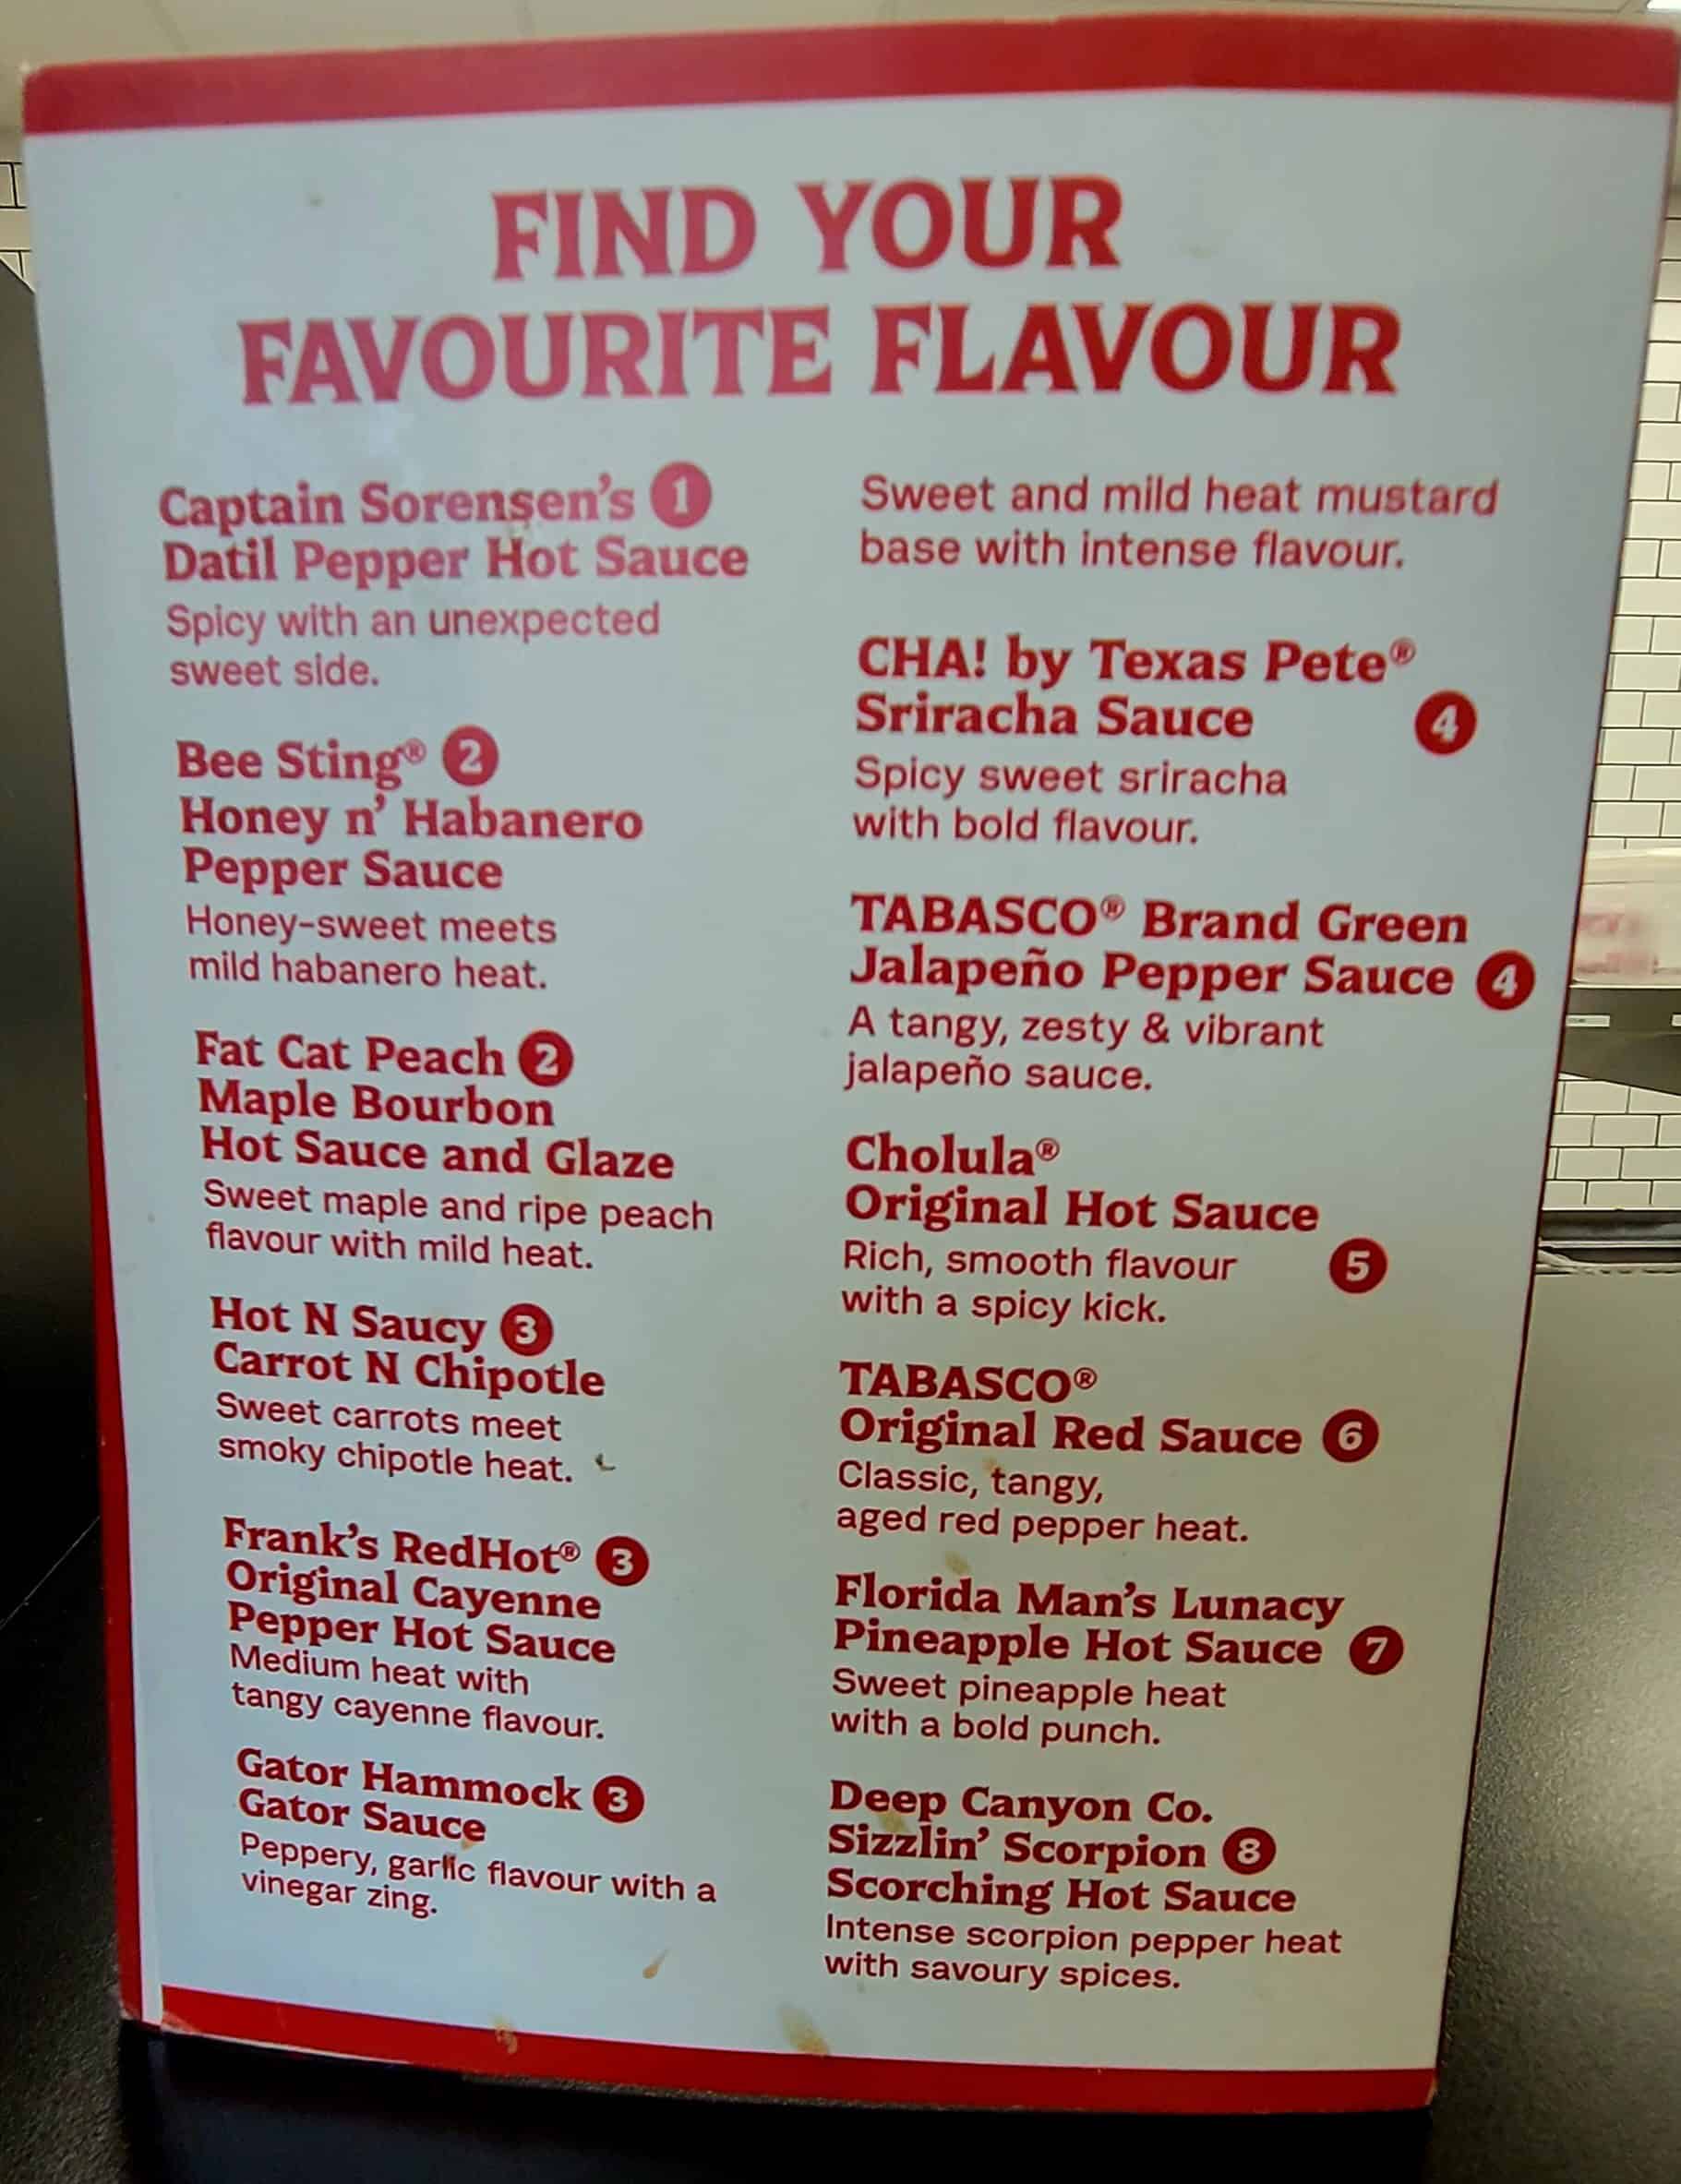 FIND YOUR
FAVOURITE FLAVOUR
Captain Sorensen's 1
Datil Pepper Hot Sauce
Spicy with an unexpected
sweet side.
Bee Sting® 2
Honey n' Habanero
Pepper Sauce
Honey-sweet meets
mild habanero heat.
Fat Cat Peach 2
Maple Bourbon
Hot Sauce and Glaze
Sweet maple and ripe peach
flavour with mild heat.
Hot N Saucy 3
Carrot N Chipotle
Sweet carrots meet
smoky chipotle heat.
Frank's RedHot® 3
Original Cayenne
Pepper Hot Sauce
Medium heat with
tangy cayenne flavour.
Gator Hammock 3
Gator Sauce
Peppery, garlic flavour with a
vinegar zing.
Sweet and mild heat mustard
base with intense flavour.
CHA! by Texas Pete®
Sriracha Sauce 4
Spicy sweet sriracha
with bold flavour.
TABASCO® Brand Green
Jalapeño Pepper Sauce 4
A tangy, zesty & vibrant
jalapeño sauce.
Cholula®
Original Hot Sauce
Rich, smooth flavour 5
with a spicy kick.
TABASCO®
Original Red Sauce 6
Classic, tangy,
aged red pepper heat.
Florida Man's Lunacy
Pineapple Hot Sauce 7
Sweet pineapple heat
with a bold punch.
Deep Canyon Co.
Sizzlin' Scorpion 8
Scorching Hot Sauce
Intense scorpion pepper heat
with savoury spices.